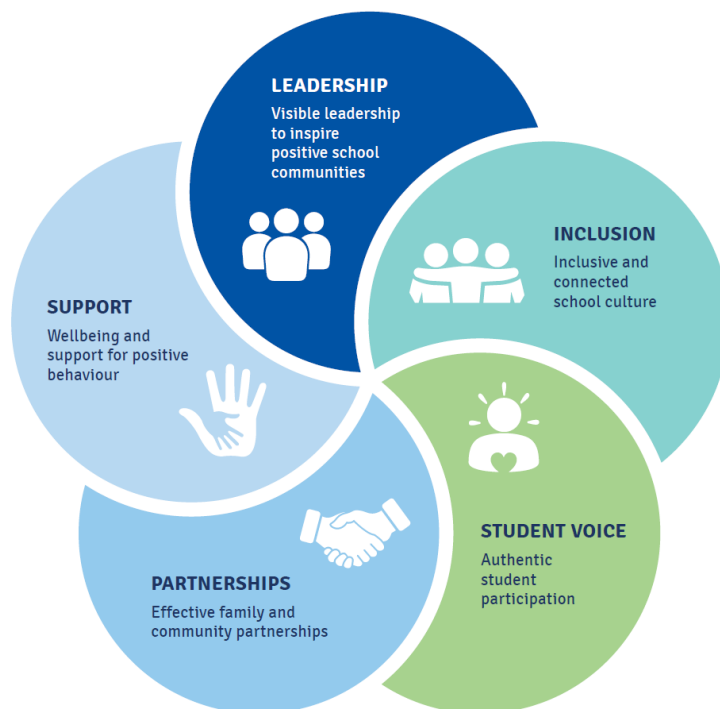 LEADERSHIP
Visible leadership
to inspire
positive school
communities
INCLUSION
Inclusive and
connected
school culture
STUDENT VOICE
Authentic
student
participation
PARTNERSHIPS
Effective family and
community partnerships
SUPPORT
Wellbeing and
support for positive
behaviour